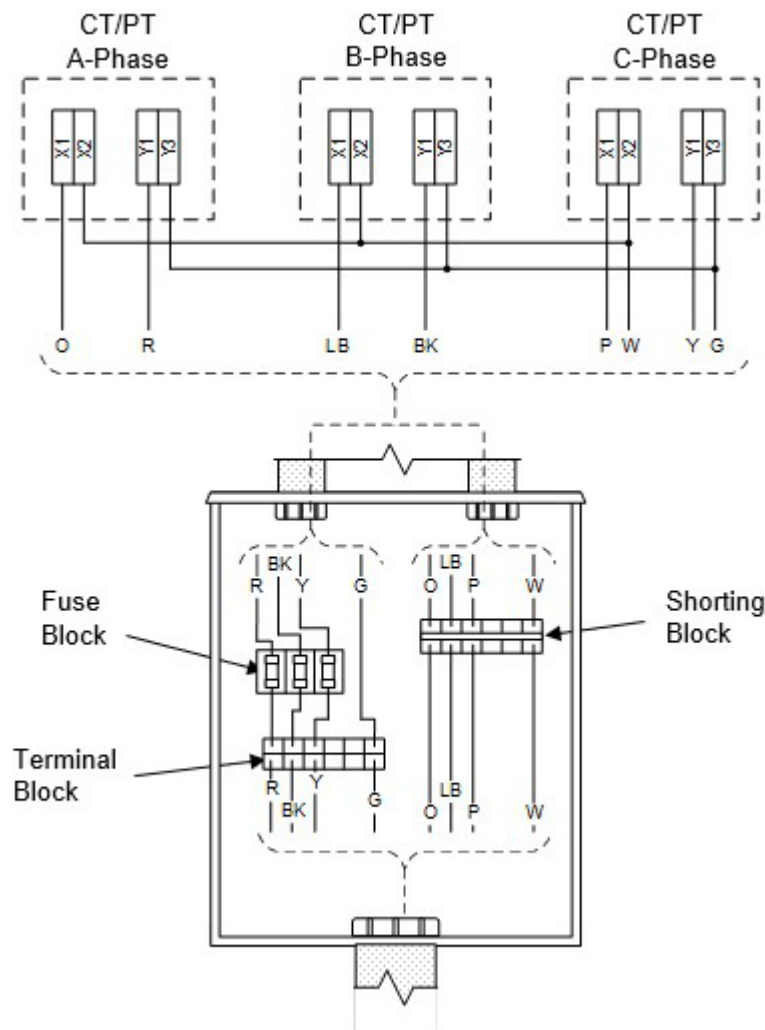 CT/PT CT/PT CT/PT
A-Phase B-Phase C-Phase
X1 X2 Y1 Y3 X1 X2 Y1 Y3 X1 X2 Y1 Y3
O R LB BK P W Y G
BK LB
R Y G O P W
Fuse
Block
Shorting
Block
Terminal
Block
R Y LB
BK G O P W